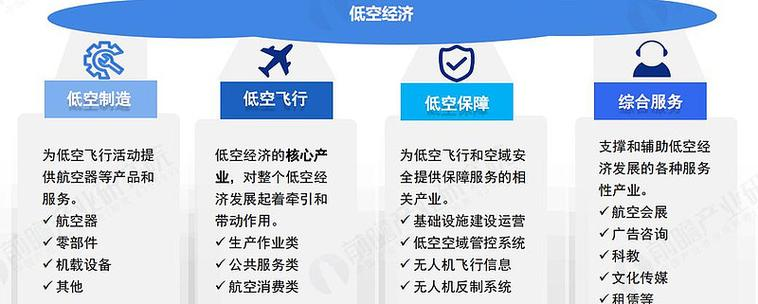 低空经济
低空制造
为低空飞行活动提
供航空器等产品和
服务。
✓航空器
✓零部件
✓机载设备
✓其他
低空飞行
低空经济的核心产
业，对整个低空经
济发展起着牵引和
带动作用。
✓生产作业类
✓公共服务类
✓航空消费类
低空保障
为低空飞行和空域安
全提供保障服务的相
关产业。
✓基础设施建设运营
✓低空空域管控系统
✓无人机飞行信息
✓无人机反制系统
综合服务
支撑和辅助低空经
济发展的各种服务
性产业。
✓航空会展
✓广告咨询
✓科教
✓文化传媒
✓租赁等